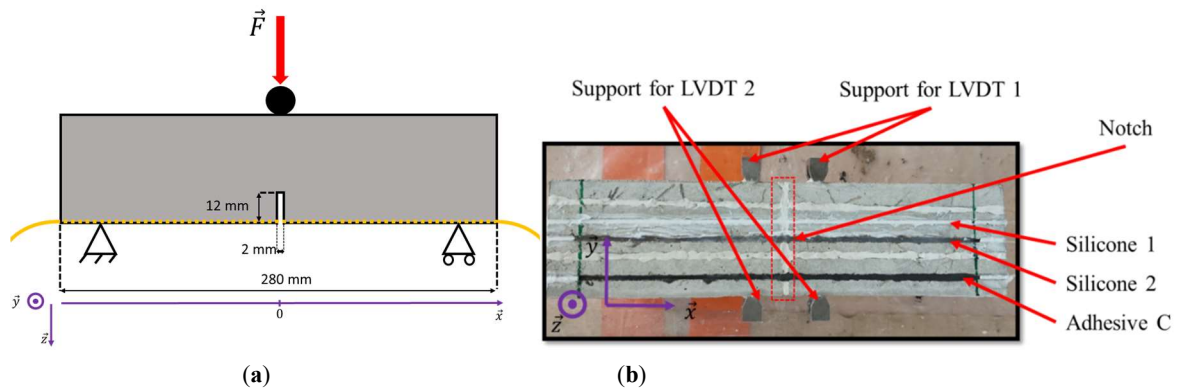 F
12 mm
2 mm
280 mm
y
0
x
z
(a)
Support for LVDT 2
Support for LVDT 1
Notch
Silicone 1
Silicone 2
Adhesive C
y
x
z
(b)